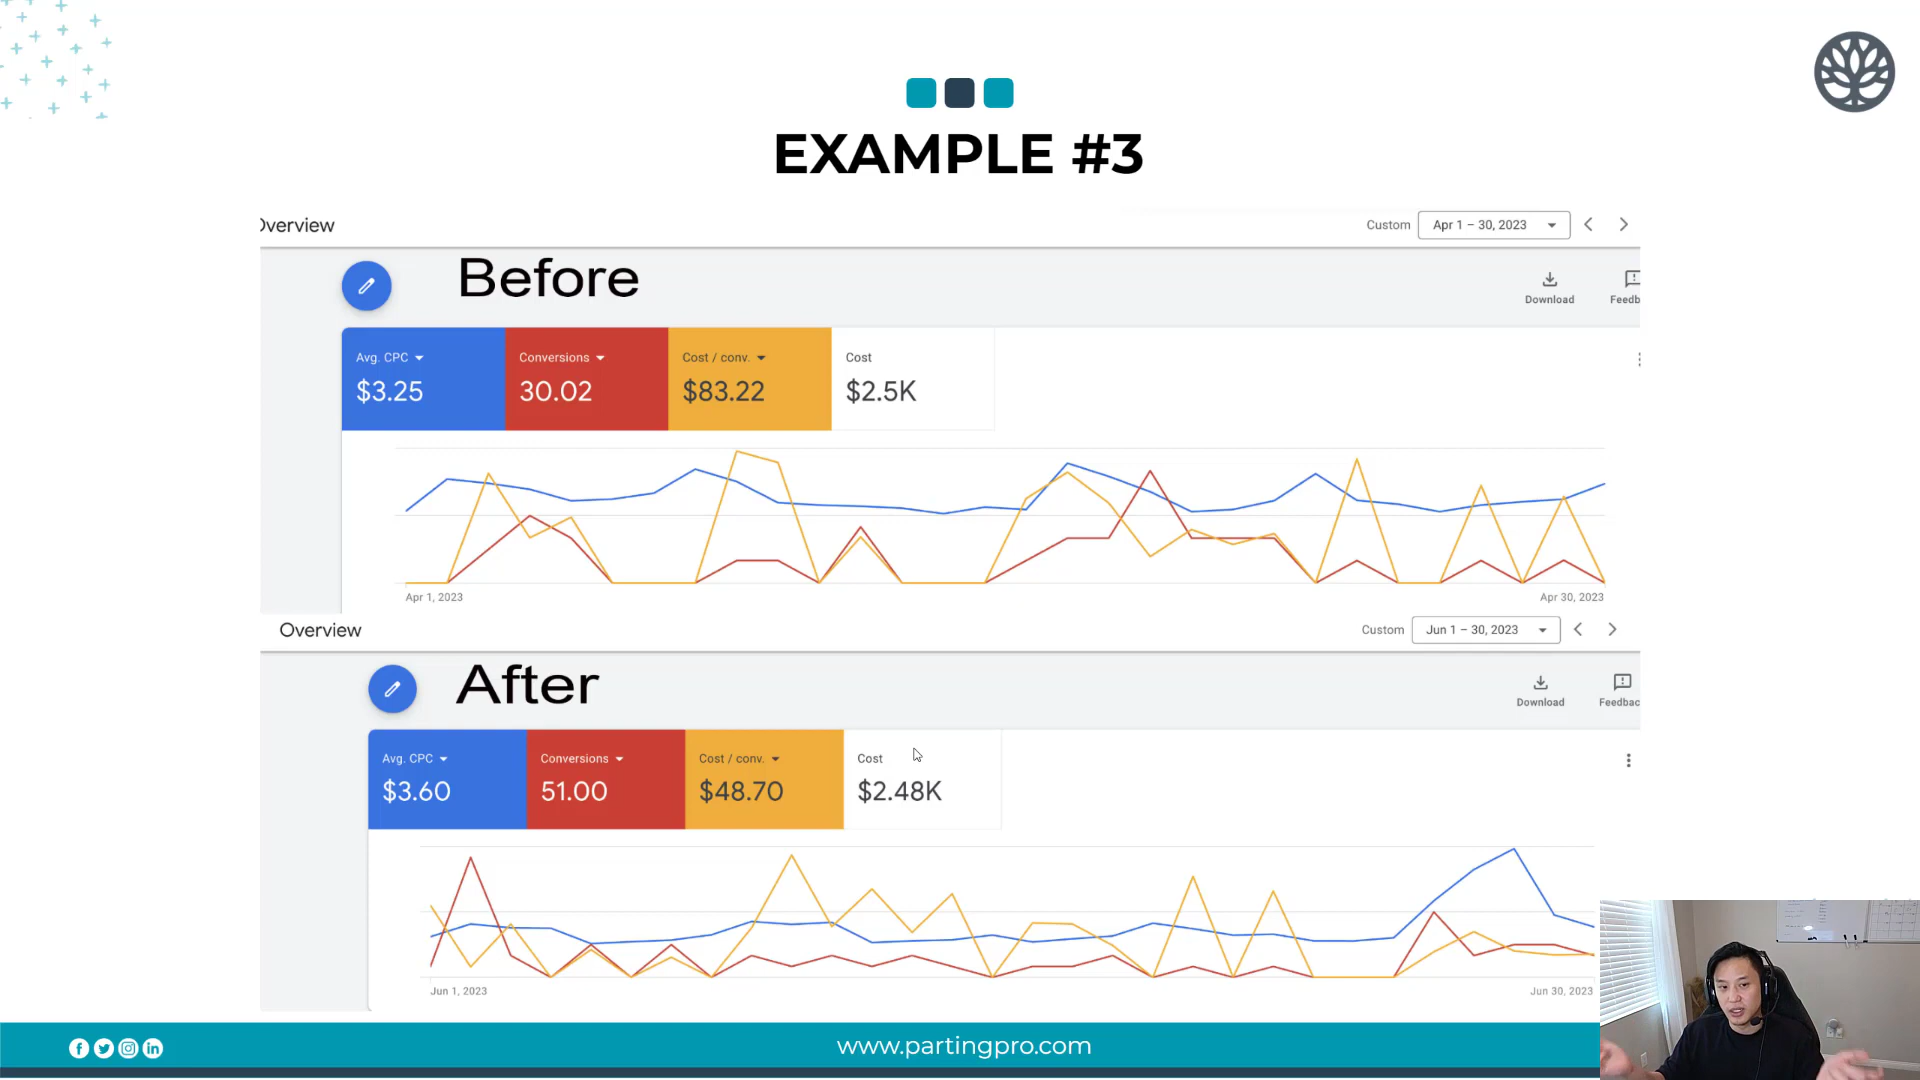 EXAMPLE #3
Overview
Custom Apr 1 – 30, 2023
Before
Download
Feedb
Avg. CPC
Conversions
Cost / conv.
Cost
$3.25
30.02
$83.22
$2.5K
Apr 1, 2023
Apr 30, 2023
Overview
Custom Jun 1 – 30, 2023
After
Download
Feedbac
Avg. CPC
Conversions
Cost / conv.
Cost
$3.60
51.00
$48.70
$2.48K
Jun 1, 2023
Jun 30, 2023
www.partingpro.com